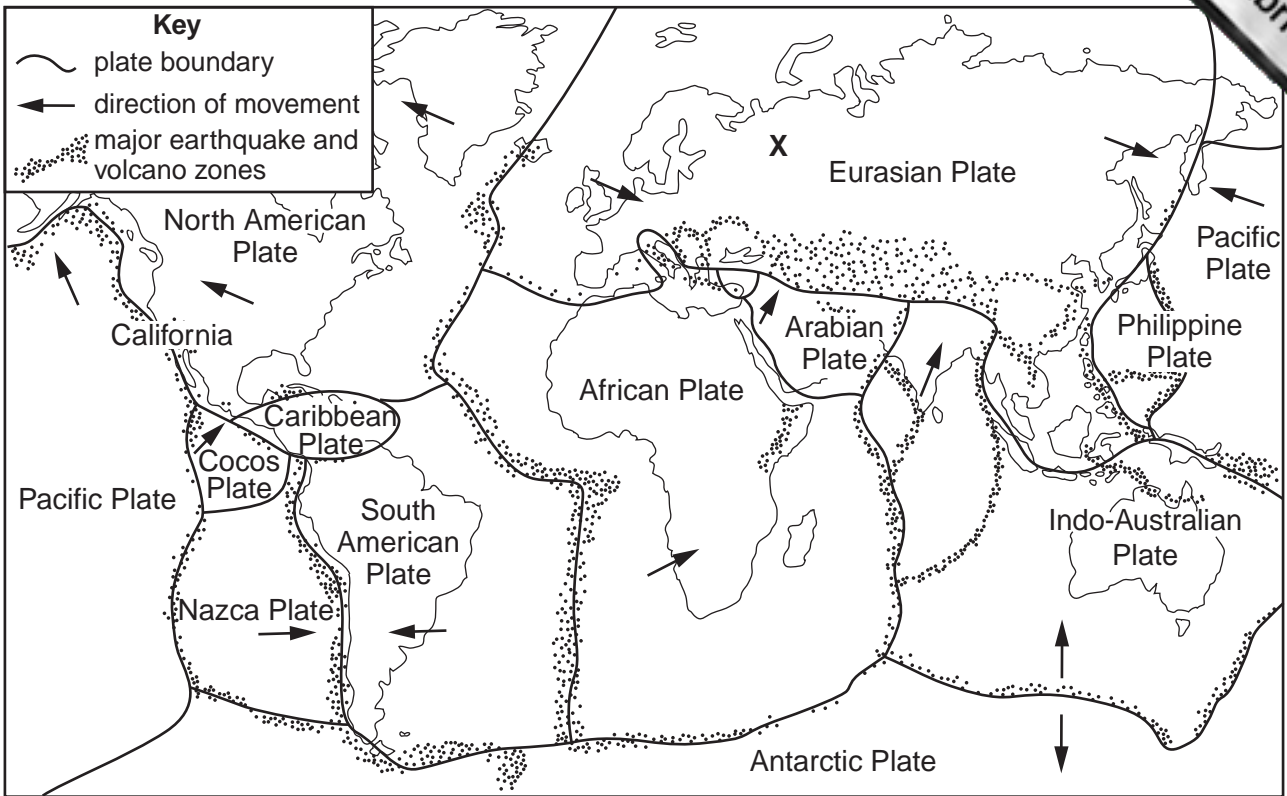 Key
plate boundary
direction of movement
major earthquake and
volcano zones
X
Eurasian Plate
North American
Plate
Pacific
Plate
California
Arabian
Plate
Philippine
Plate
African Plate
Caribbean
Plate
Cocos
Plate
Pacific Plate
South
American
Plate
Indo-Australian
Plate
Nazca Plate
Antarctic Plate